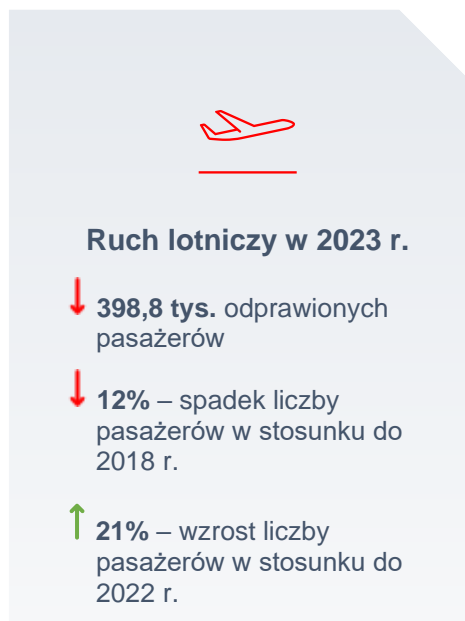 Ruch lotniczy w 2023 r.
398,8 tys. odprawionych
pasażerów
12% – spadek liczby
pasażerów w stosunku do
2018 r.
21% – wzrost liczby
pasażerów w stosunku do
2022 r.